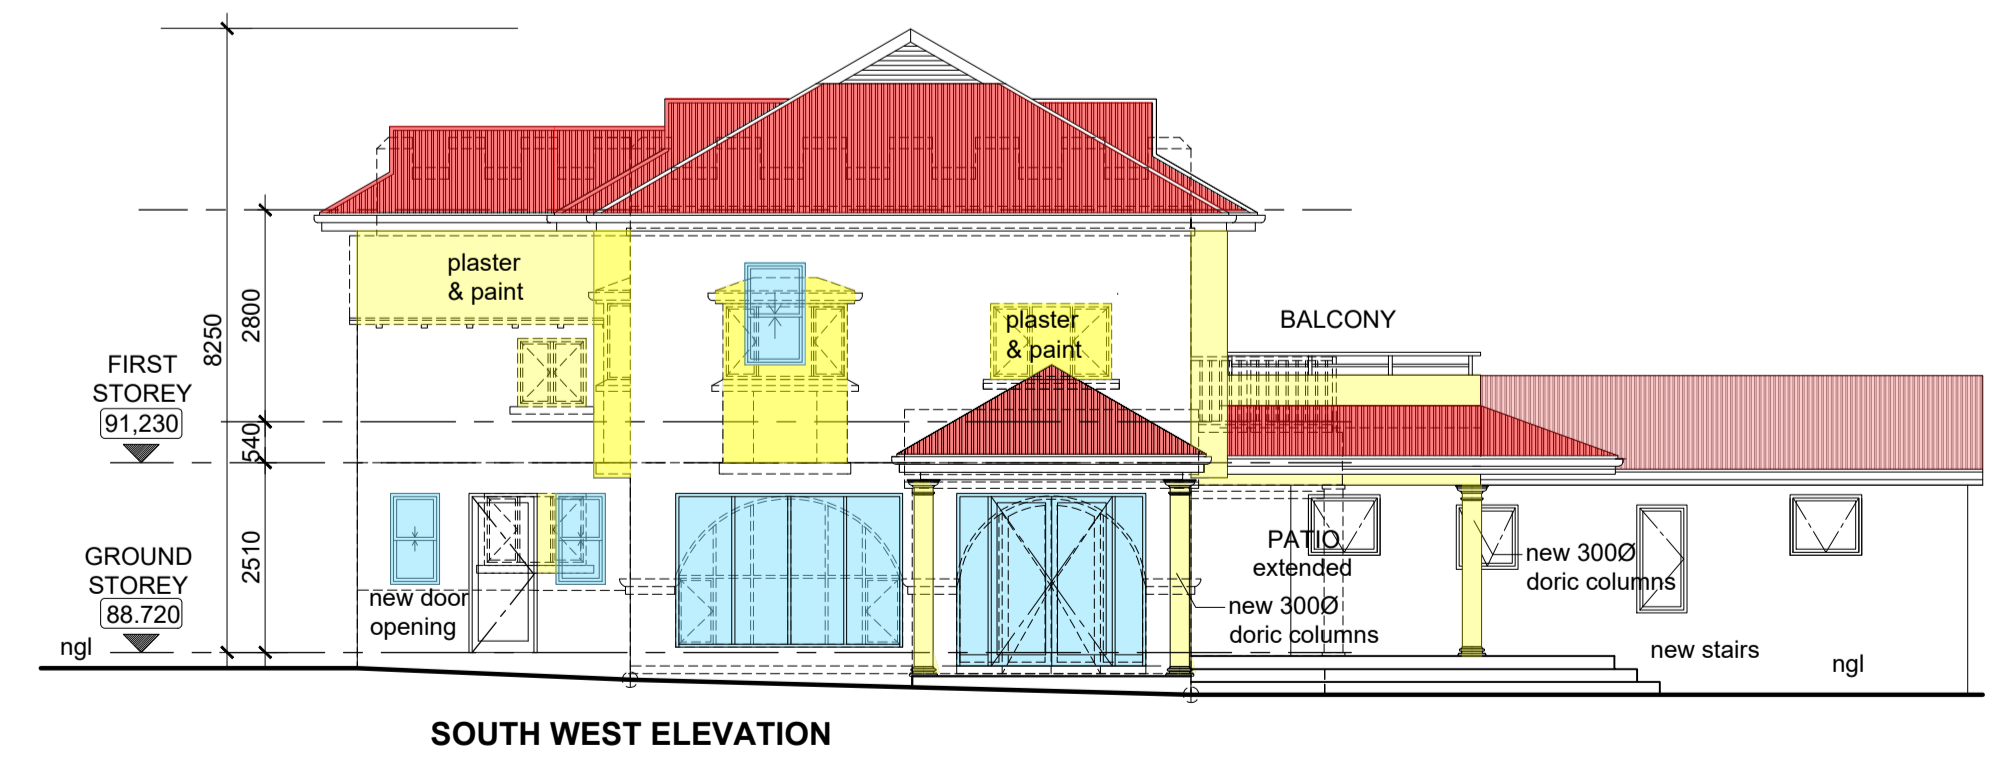 8250
2800
540
2510
FIRST
STOREY
91,230
GROUND
STOREY
88.720
ngl
plaster
& paint
plaster
& paint
BALCONY
new door
opening
PATIO
extended
new 300Ø
doric columns
new 300Ø
doric columns
new stairs
ngl
SOUTH WEST ELEVATION